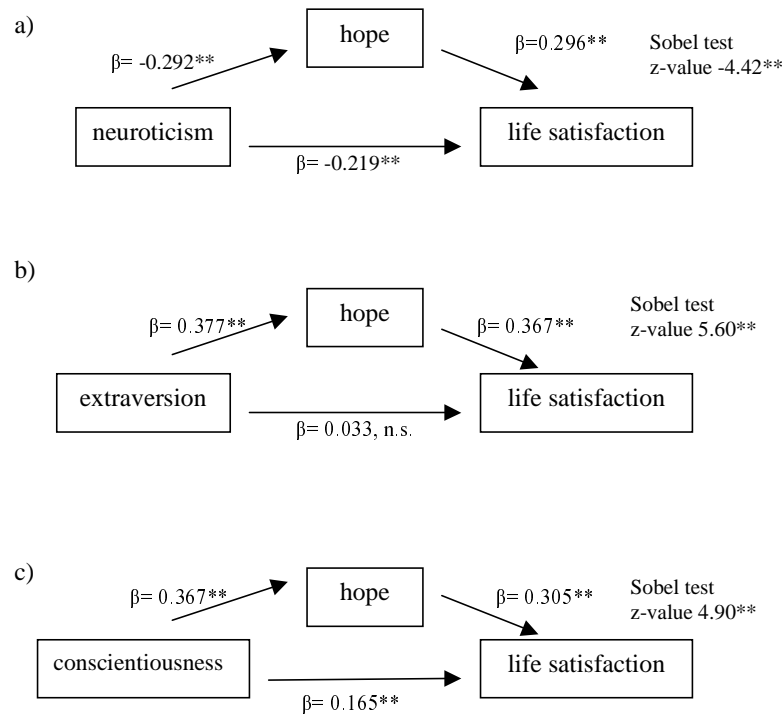 a)
hope
β= -0.292**
β=0.296**
Sobel test
z-value -4.42**
neuroticism
life satisfaction
β= -0.219**
b)
hope
β= 0.377**
β= 0.367**
Sobel test
z-value 5.60**
extraversion
life satisfaction
β= 0.033, n.s.
c)
hope
β= 0.367**
β= 0.305**
Sobel test
z-value 4.90**
conscientiousness
life satisfaction
β= 0.165**